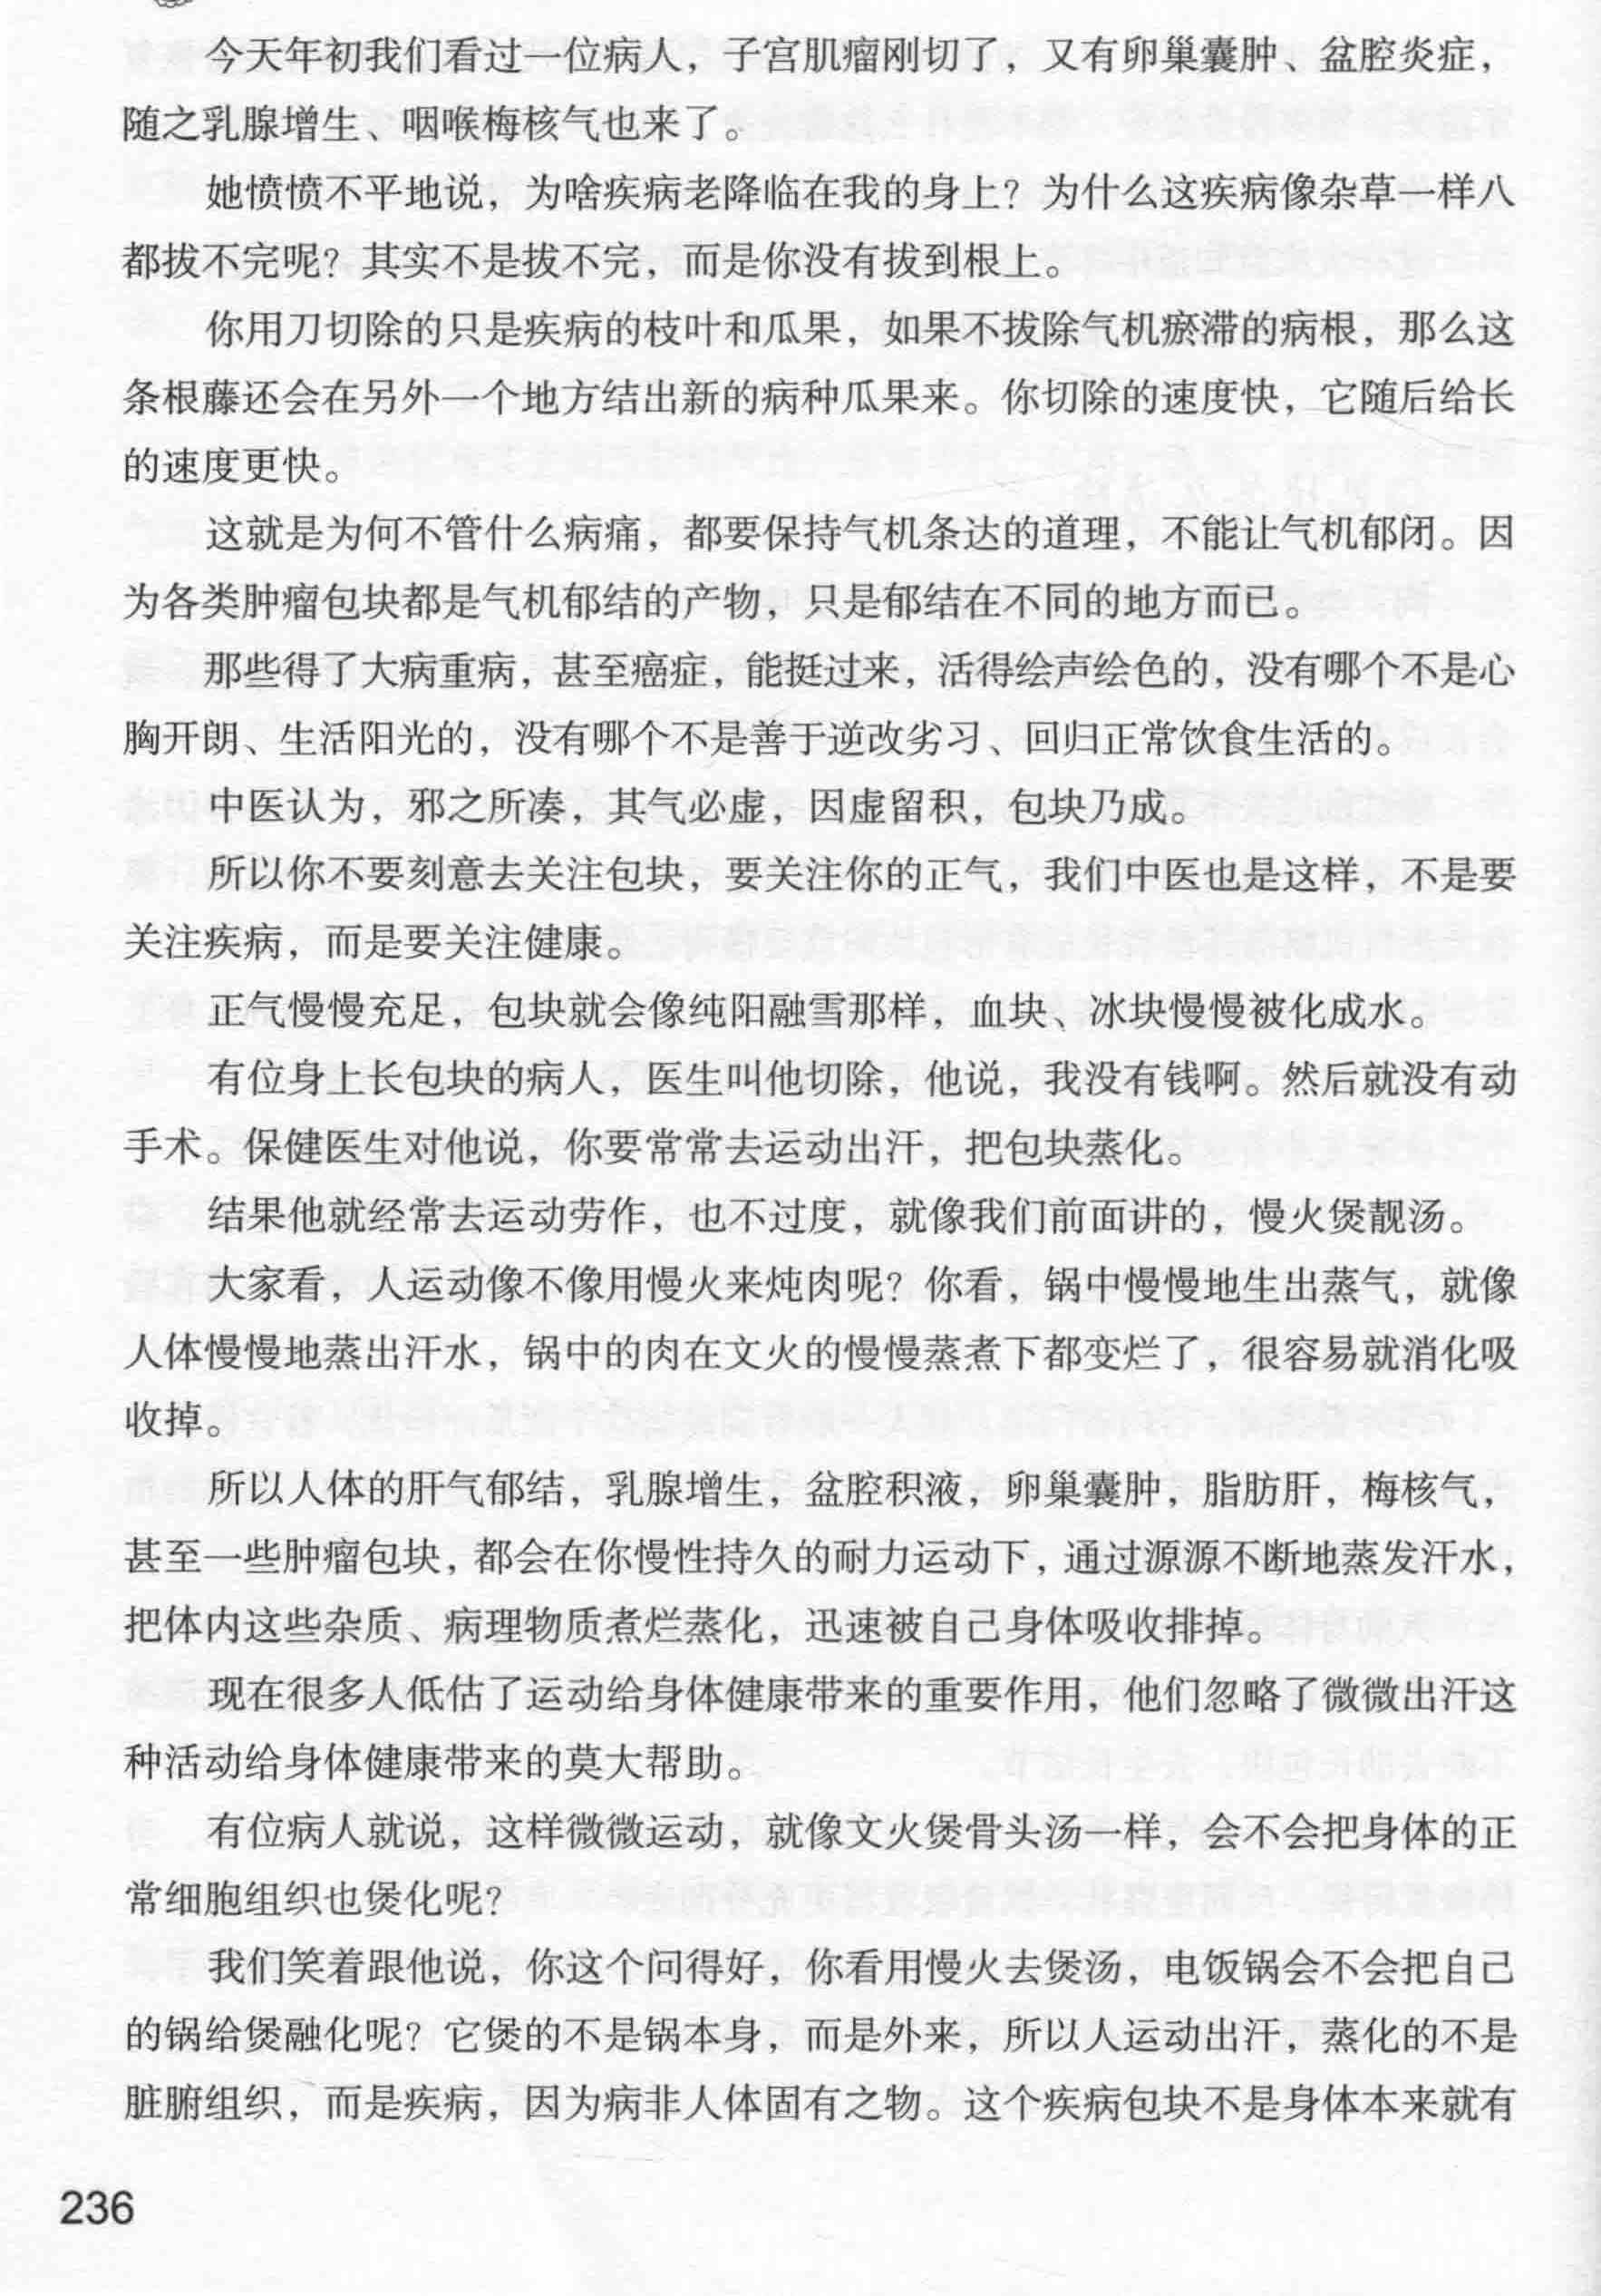 今天年初我们看过一位病人，子宫肌瘤刚切了，又有卵巢囊肿、盆腔炎症，
随之乳腺增生、咽喉梅核气也来了。
她愤愤不平地说，为啥疾病老降临在我的身上？为什么这疾病像杂草一样八
都拔不完呢？其实不是拔不完，而是你没有拔到根上。
你用刀切除的只是疾病的枝叶和瓜果，如果不拔除气机瘀滞的病根，那么这
条根藤还会在另外一个地方结出新的病种瓜果来。你切除的速度快，它随后给长
的速度更快。
这就是为何不管什么病痛，都要保持气机条达的道理，不能让气机郁闭。因
为各类肿瘤包块都是气机郁结的产物，只是郁结在不同的地方而已。
那些得了大病重病，甚至癌症，能挺过来，活得绘声绘色的，没有哪个不是心
胸开朗、生活阳光的，没有哪个不是善于逆改劣习、回归正常饮食生活的。
中医认为，邪之所凑，其气必虚，因虚留积，包块乃成。
所以你不要刻意去关注包块，要关注你的正气，我们中医也是这样，不是要
关注疾病，而是要关注健康。
正气慢慢充足，包块就会像纯阳融雪那样，血块、冰块慢慢被化成水。
有位身上长包块的病人，医生叫他切除，他说，我没有钱啊。然后就没有动
手术。保健医生对他说，你要常常去运动出汗，把包块蒸化。
结果他就经常去运动劳作，也不过度，就像我们前面讲的，慢火煲靓汤。
大家看，人运动像不像用慢火来炖肉呢？你看，锅中慢慢地生出蒸气，就像
人体慢慢地蒸出汗水，锅中的肉在文火的慢慢蒸煮下都变烂了，很容易就消化吸
收掉。
所以人体的肝气郁结，乳腺增生，盆腔积液，卵巢囊肿，脂肪肝，梅核气，
甚至一些肿瘤包块，都会在你慢性持久的耐力运动下，通过源源不断地蒸发汗水，
把体内这些杂质、病理物质煮烂蒸化，迅速被自己身体吸收排掉。
现在很多人低估了运动给身体健康带来的重要作用，他们忽略了微微出汗这
种活动给身体健康带来的莫大帮助。
有位病人就说，这样微微运动，就像文火煲骨头汤一样，会不会把身体的正
常细胞组织也煲化呢？
我们笑着跟他说，你这个问得好，你看用慢火去煲汤，电饭锅会不会把自己
的锅给煲融化呢？它煲的不是锅本身，而是外来，所以人运动出汗，蒸化的不是
脏腑组织，而是疾病，因为病非人体固有之物。这个疾病包块不是身体本来就有
236